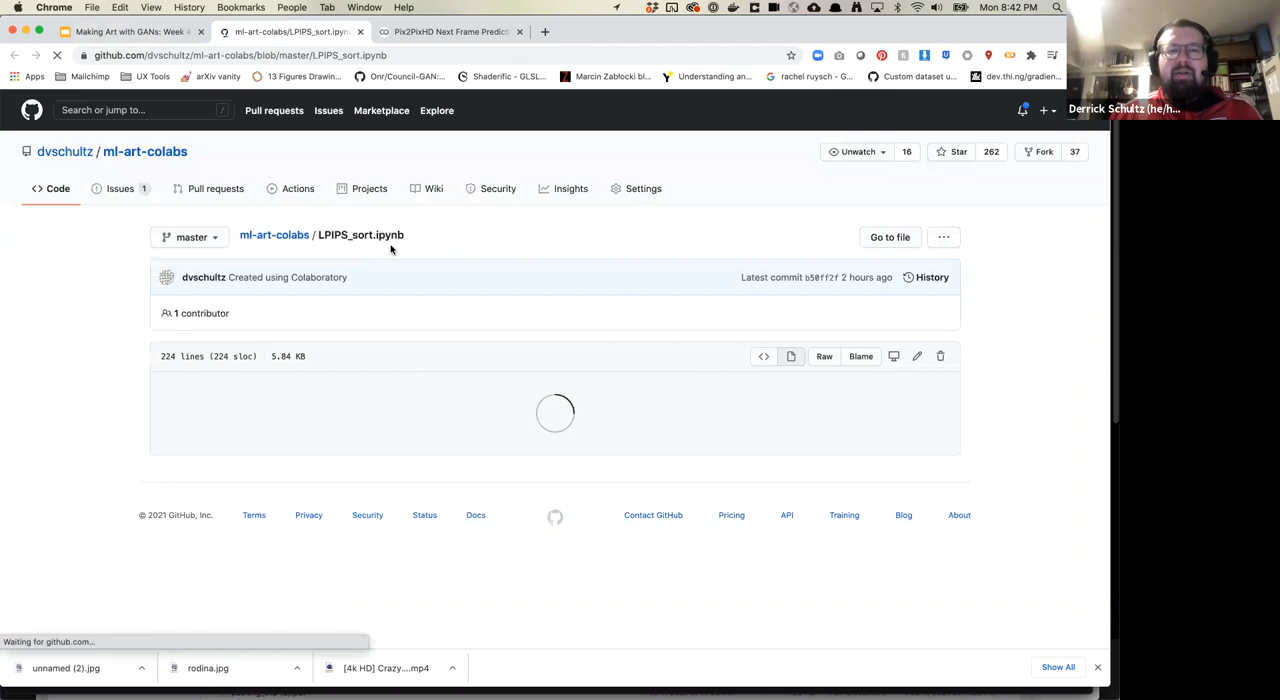 Chrome File Edit View History Bookmarks People Tab Window Help Mon 8:42 PM
Making Art with GANs: Week 4 ml-art-colabs/LPIPS_sort.ipynb Pix2PixHD Next Frame Predicti
github.com/dvschultz/ml-art-colabs/blob/master/LPIPS_sort.ipynb
Apps Mailchimp UX Tools arXiv vanity 13 Figures Drawin... Onr/Council-GAN:... Shaderific - GLSL... Marcin Zabłocki bl... Understanding an... rachel ruysch - G... Custom dataset u... dev.thi.ng/gradien...
Derrick Schultz (he/h...
Search or jump to... / Pull requests Issues Marketplace Explore
dvschultz / ml-art-colabs Unwatch 16 Star 262 Fork 37
Code Issues 1 Pull requests Actions Projects Wiki Security Insights Settings
master ml-art-colabs / LPIPS_sort.ipynb Go to file ...
dvschultz Created using Colaboratory Latest commit b50ff2f 2 hours ago History
1 contributor
224 lines (224 sloc) 5.84 KB <> Raw Blame
© 2021 GitHub, Inc. Terms Privacy Security Status Docs Contact GitHub Pricing API Training Blog About
Waiting for github.com...
unnamed (2).jpg rodina.jpg [4k HD] Crazy....mp4 Show All